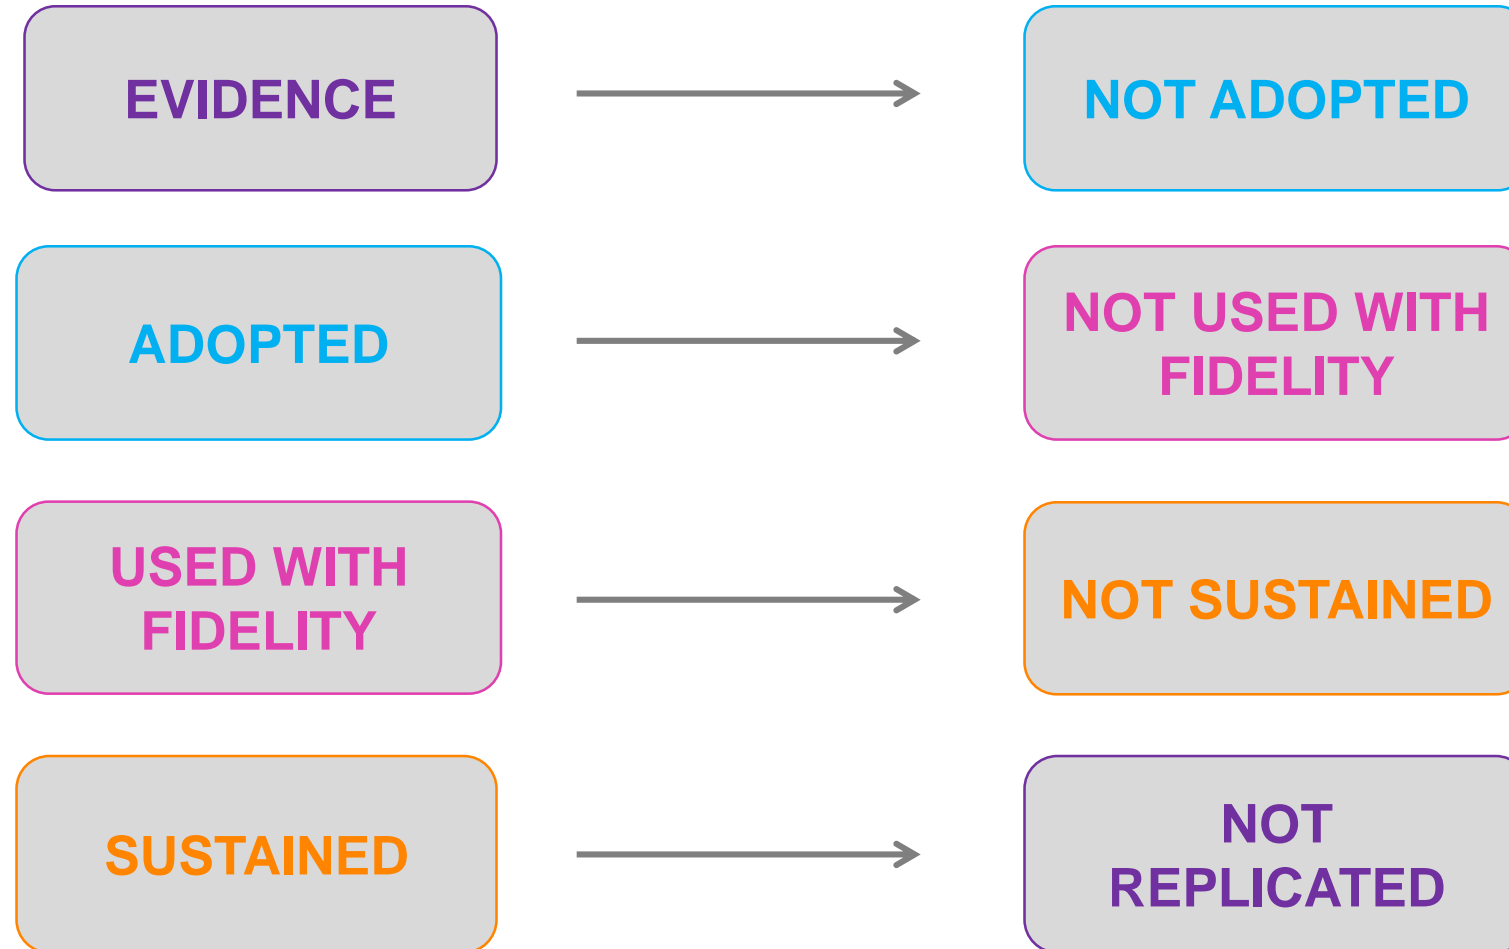 EVIDENCE
NOT ADOPTED
ADOPTED
NOT USED WITH
FIDELITY
USED WITH
FIDELITY
NOT SUSTAINED
SUSTAINED
NOT
REPLICATED